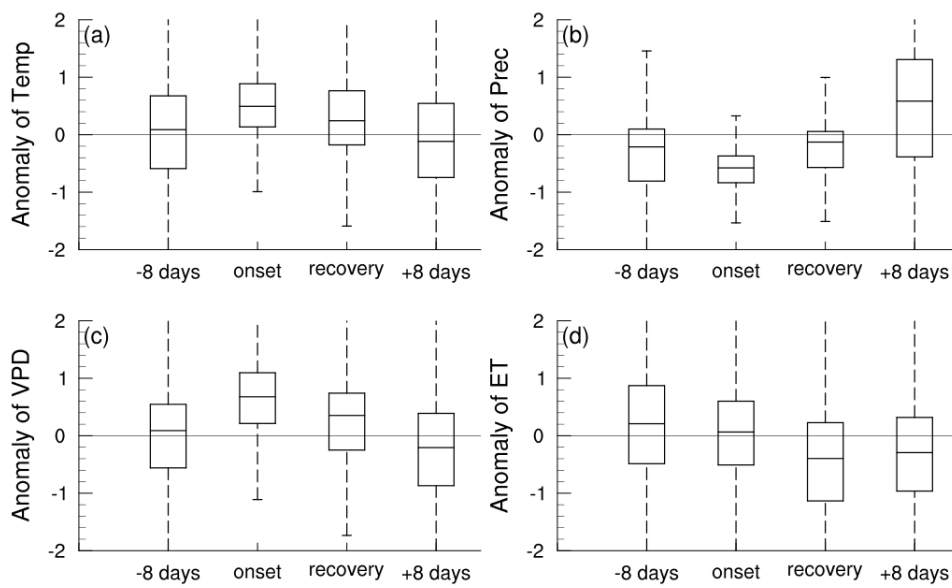 (a)
Anomaly of Temp
2
1
0
-1
-2
-8 days onset recovery +8 days
(b)
Anomaly of Prec
2
1
0
-1
-2
-8 days onset recovery +8 days
(c)
Anomaly of VPD
2
1
0
-1
-2
-8 days onset recovery +8 days
(d)
Anomaly of ET
2
1
0
-1
-2
-8 days onset recovery +8 days